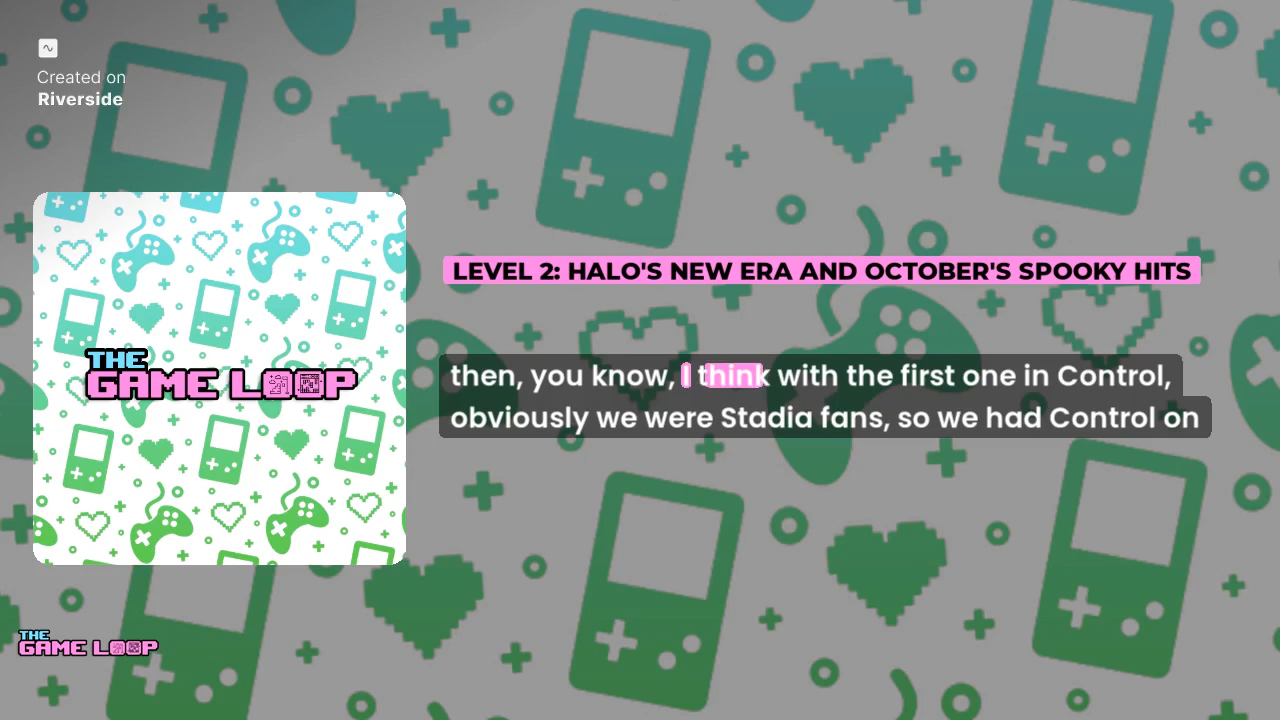 Created on
Riverside
LEVEL 2: HALO'S NEW ERA AND OCTOBER'S SPOOKY HITS
THE
GAME LOOP
then, you know, I think with the first one in Control,
obviously we were Stadia fans, so we had Control on
THE
GAME LOOP